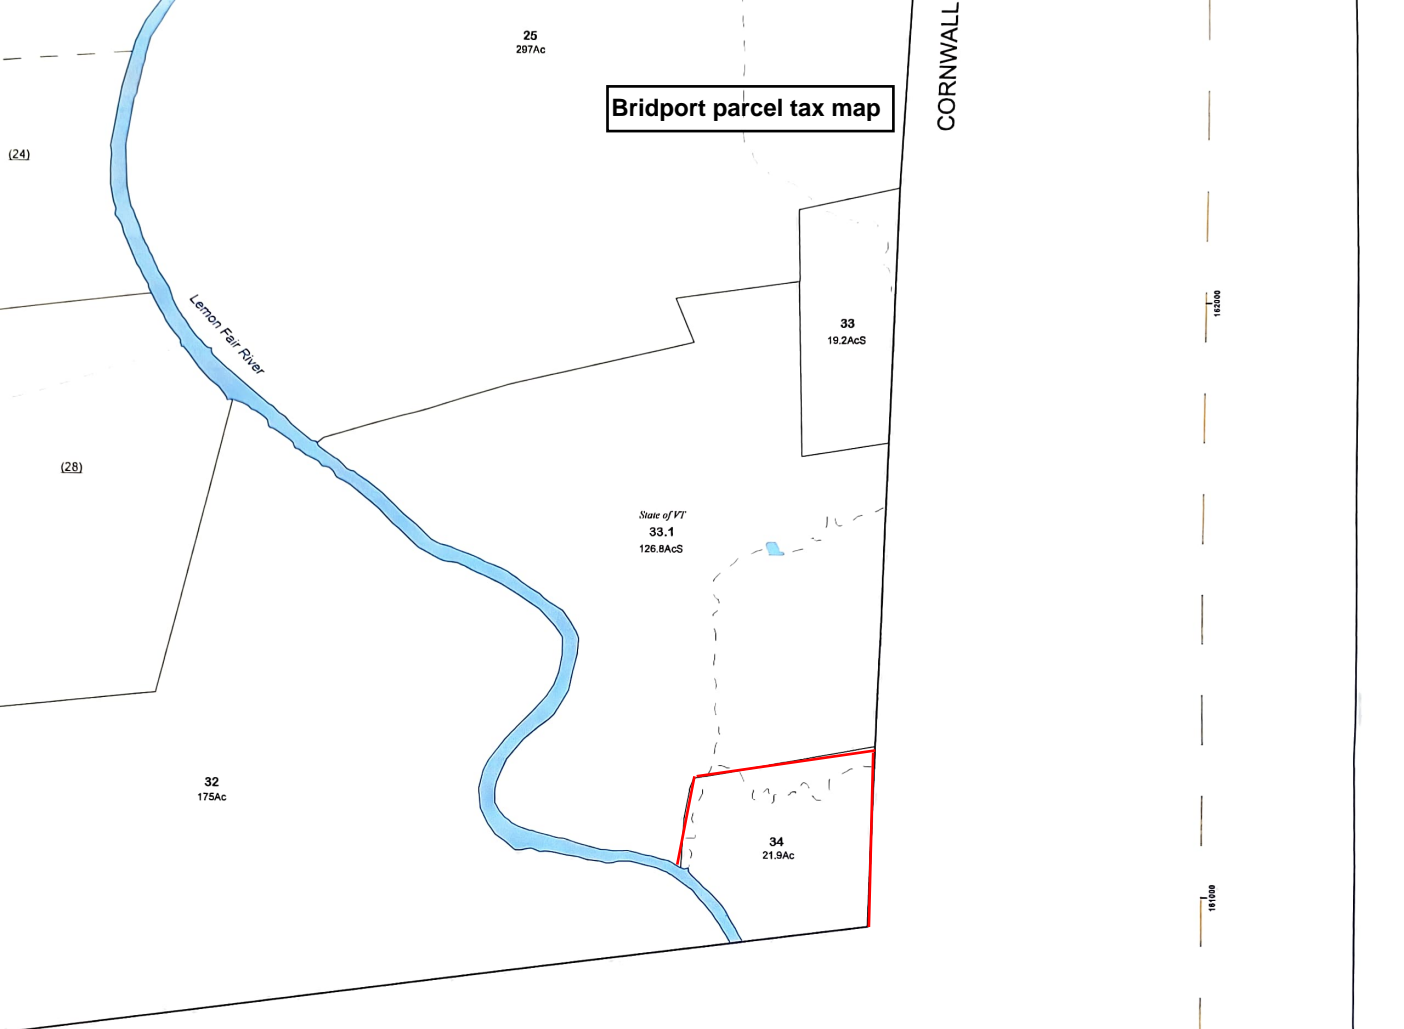 25
297Ac
CORNWALL
Bridport parcel tax map
(24)
Lemon Fair River
162000
33
19.2AcS
(28)
State of VT
33.1
126.8AcS
32
175Ac
34
21.9Ac
161000